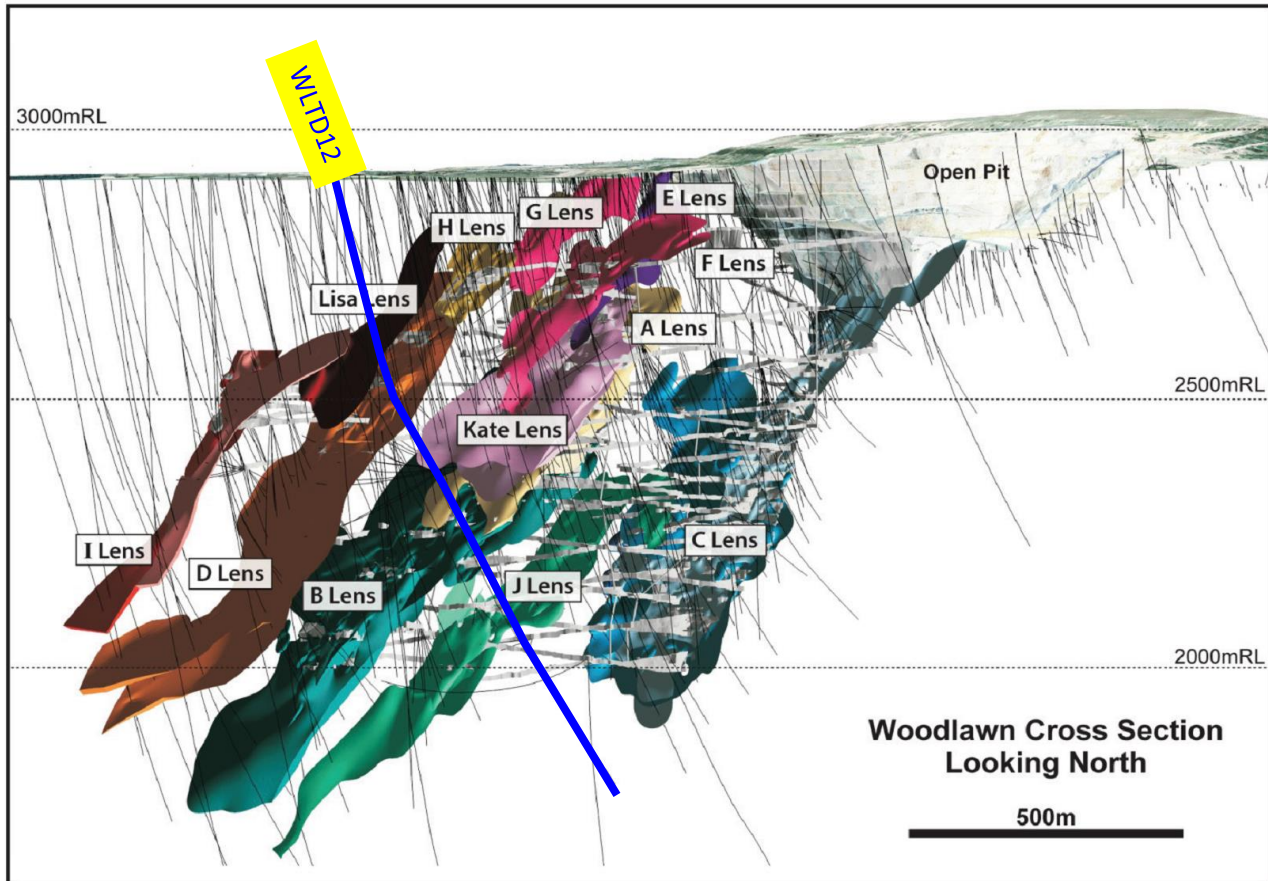 WLTD12
3000mRL
Open Pit
E Lens
G Lens
H Lens
F Lens
Lisa Lens
A Lens
2500mRL
Kate Lens
I Lens
C Lens
D Lens
J Lens
B Lens
2000mRL
Woodlawn Cross Section
Looking North
500m